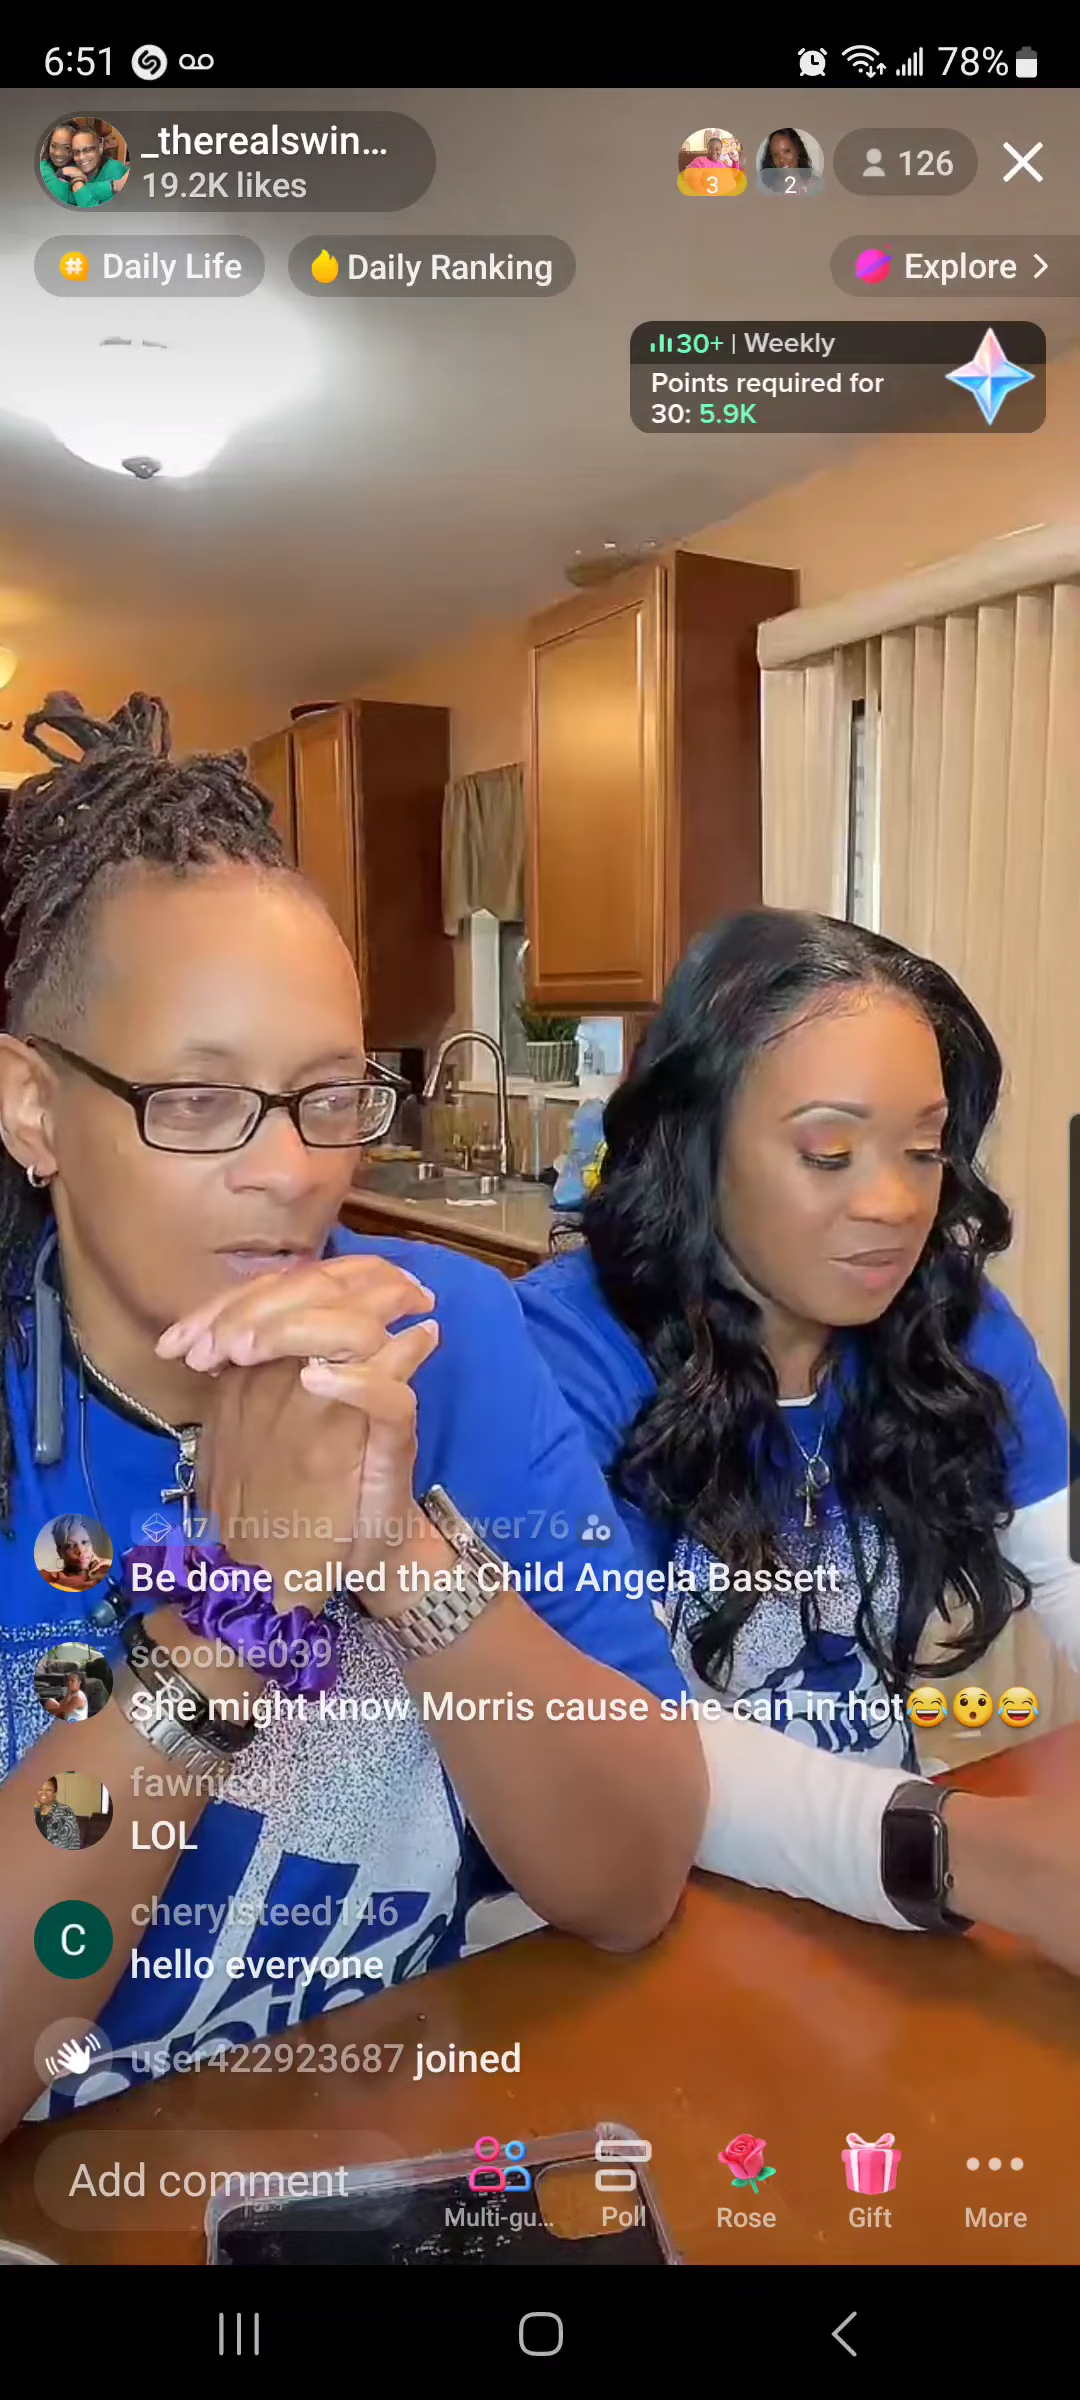 6:51
78%
_therealswin...
19.2K likes
3
2
126
Daily Life
Daily Ranking
Explore >
30+ | Weekly
Points required for
30: 5.9K
17 misha_hightower76
Be done called that Child Angela Bassett
scoobie039
She might know Morris cause she can in hot😂😯😂
LOL
C
cherylsteed146
hello everyone
user422923687 joined
Add comment
Multi-gu...
Poll
Rose
Gift
More